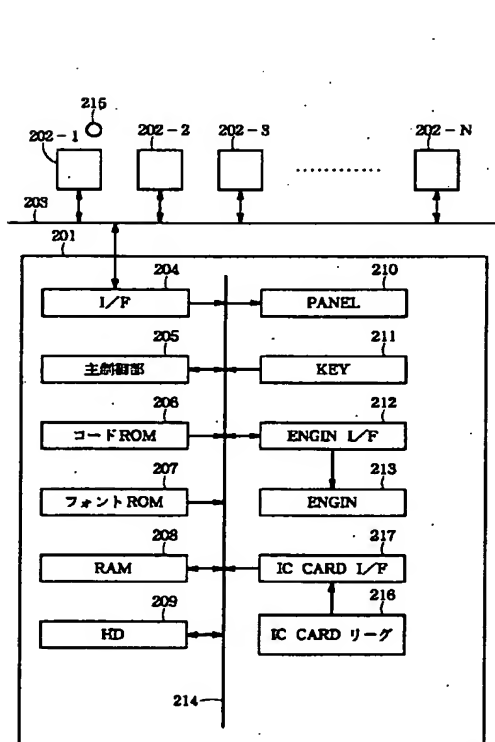 215
202-1
202-2
202-3
202-N
203
201
204
I/F
210
PANEL
205
主制御部
211
KEY
206
コードROM
212
ENGIN I/F
207
フォントROM
213
ENGIN
208
RAM
217
IC CARD I/F
209
HD
216
IC CARD リーグ
214